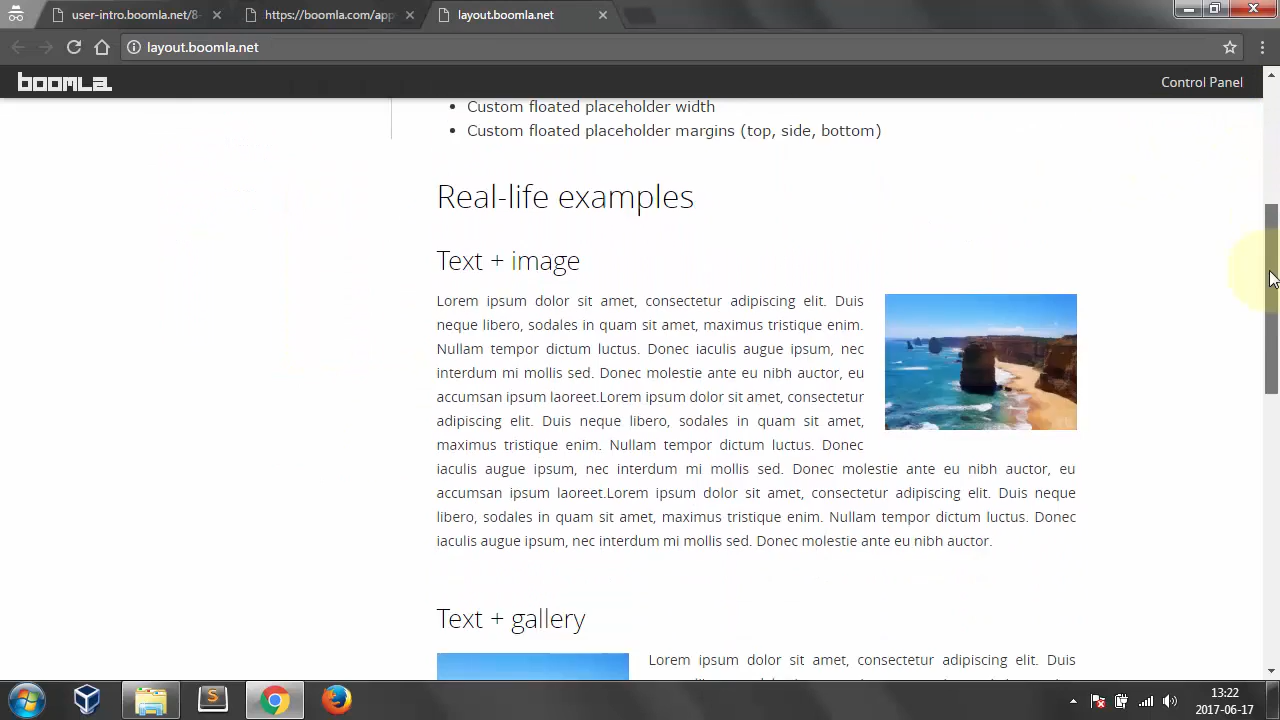 user-intro.boomla.net/8-
https://boomla.com/app
layout.boomla.net
layout.boomla.net
boomla
Control Panel
Custom floated placeholder width
Custom floated placeholder margins (top, side, bottom)
Real-life examples
Text + image
Lorem ipsum dolor sit amet, consectetur adipiscing elit. Duis
neque libero, sodales in quam sit amet, maximus tristique enim.
Nullam tempor dictum luctus. Donec iaculis augue ipsum, nec
interdum mi mollis sed. Donec molestie ante eu nibh auctor, eu
accumsan ipsum laoreet.Lorem ipsum dolor sit amet, consectetur
adipiscing elit. Duis neque libero, sodales in quam sit amet,
maximus tristique enim. Nullam tempor dictum luctus. Donec
iaculis augue ipsum, nec interdum mi mollis sed. Donec molestie ante eu nibh auctor, eu
accumsan ipsum laoreet.Lorem ipsum dolor sit amet, consectetur adipiscing elit. Duis neque
libero, sodales in quam sit amet, maximus tristique enim. Nullam tempor dictum luctus. Donec
iaculis augue ipsum, nec interdum mi mollis sed. Donec molestie ante eu nibh auctor.
Text + gallery
Lorem ipsum dolor sit amet, consectetur adipiscing elit. Duis
13:22
2017-06-17